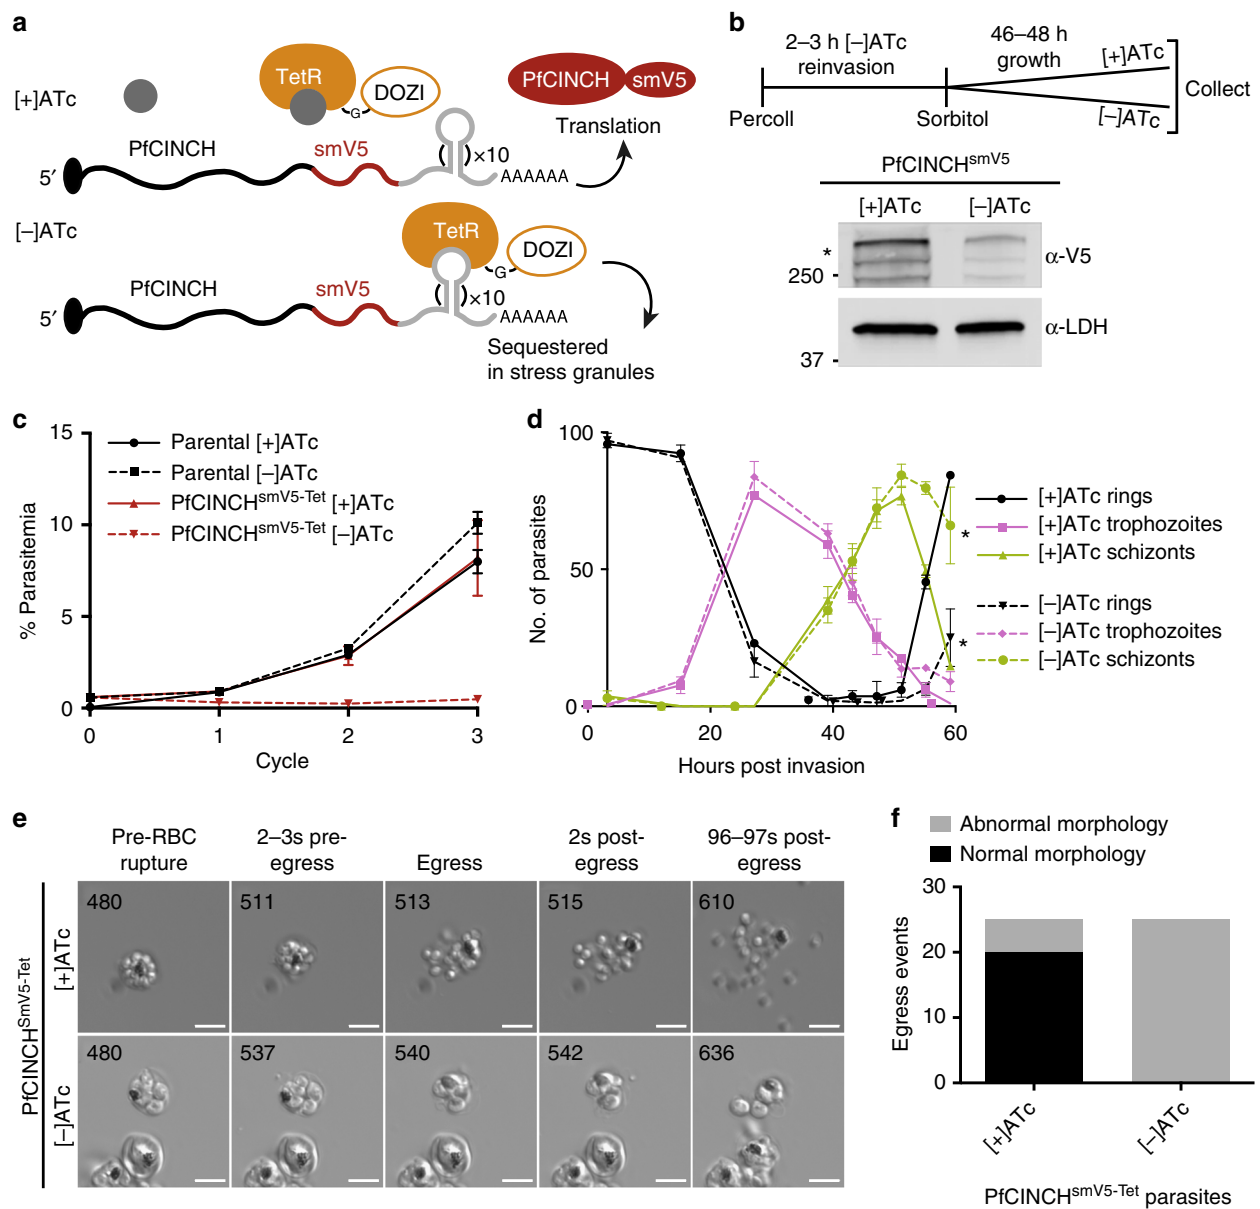 a
[+]ATc
TetR
DOZI
G
PfCINCH smV5
Translation
PfCINCH
smV5
×10
5′
AAAAAA
[–]ATc
TetR
DOZI
G
PfCINCH
smV5
×10
5′
AAAAAA
Sequestered
in stress granules
b
2–3 h [–]ATc
reinvasion
46–48 h
growth
[+]ATc
[–]ATc
Collect
Percoll
Sorbitol
PfCINCHsmV5
[+]ATc [–]ATc
*
250
α-V5
α-LDH
37
c
15
10
5
0
% Parasitemia
Parental [+]ATc
Parental [–]ATc
PfCINCHsmV5-Tet [+]ATc
PfCINCHsmV5-Tet [–]ATc
0 1 2 3
Cycle
d
100
50
0
No. of parasites
*
*
0 20 40 60
Hours post invasion
[+]ATc rings
[+]ATc trophozoites
[+]ATc schizonts
[–]ATc rings
[–]ATc trophozoites
[–]ATc schizonts
e
Pre-RBC
rupture
2–3s pre-
egress
Egress
2s post-
egress
96–97s post-
egress
PfCINCHSmV5-Tet
[+]ATc
480 511 513 515 610
[–]ATc
480 537 540 542 636
f
Abnormal morphology
Normal morphology
30
20
10
0
Egress events
[+]ATc
[–]ATc
PfCINCHsmV5-Tet parasites